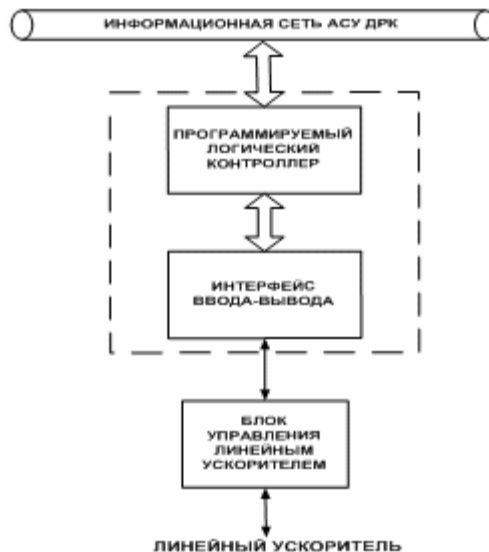 ИНФОРМАЦИОННАЯ СЕТЬ АСУ ДРК
ПРОГРАММИРУЕМЫЙ
ЛОГИЧЕСКИЙ
КОНТРОЛЛЕР
ИНТЕРФЕЙС
ВВОДА-ВЫВОДА
БЛОК
УПРАВЛЕНИЯ
ЛИНЕЙНЫМ
УСКОРИТЕЛЕМ
ЛИНЕЙНЫЙ УСКОРИТЕЛЬ